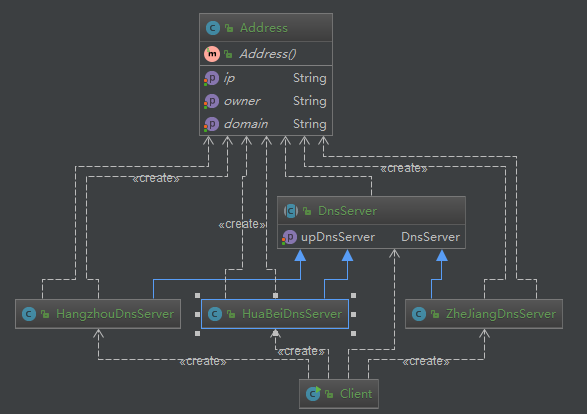 C Address
m Address()
p ip String
p owner String
p domain String
«create»
«create»
«create»
C DnsServer
p upDnsServer DnsServer
C HangzhouDnsServer
C HuaBeiDnsServer
C ZheJiangDnsServer
«create»
«create»
«create»
C Client